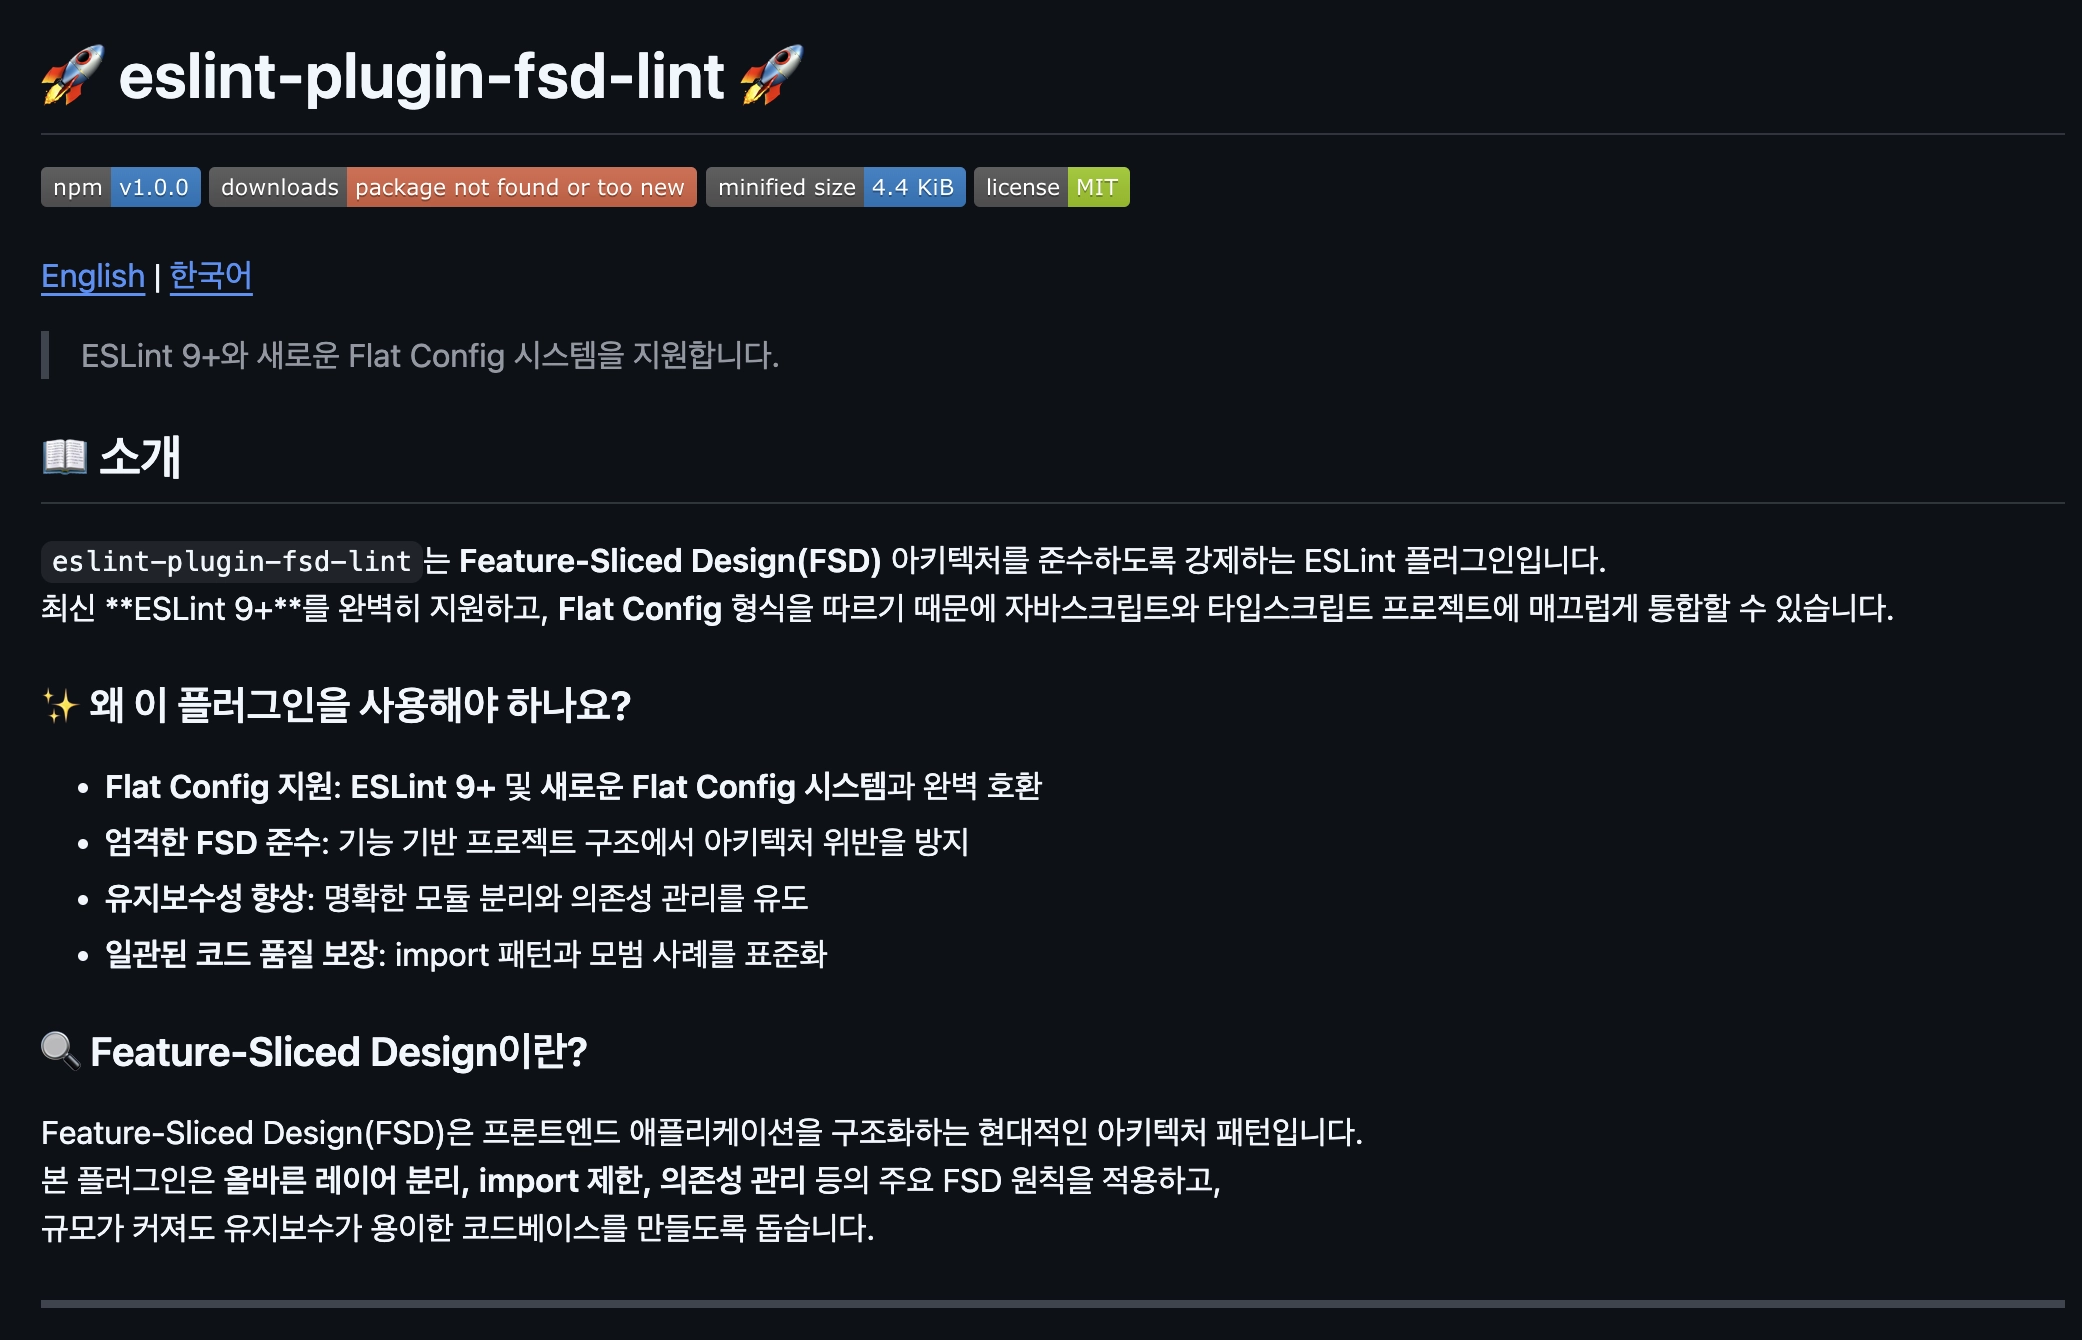 🚀 eslint-plugin-fsd-lint 🚀
npm v1.0.0 downloads package not found or too new minified size 4.4 KiB license MIT
English | 한국어
ESLint 9+와 새로운 Flat Config 시스템을 지원합니다.
📖 소개
eslint-plugin-fsd-lint는 Feature-Sliced Design(FSD) 아키텍처를 준수하도록 강제하는 ESLint 플러그인입니다.
최신 **ESLint 9+**를 완벽히 지원하고, Flat Config 형식을 따르기 때문에 자바스크립트와 타입스크립트 프로젝트에 매끄럽게 통합할 수 있습니다.
✨ 왜 이 플러그인을 사용해야 하나요?
• Flat Config 지원: ESLint 9+ 및 새로운 Flat Config 시스템과 완벽 호환
• 엄격한 FSD 준수: 기능 기반 프로젝트 구조에서 아키텍처 위반을 방지
• 유지보수성 향상: 명확한 모듈 분리와 의존성 관리를 유도
• 일관된 코드 품질 보장: import 패턴과 모범 사례를 표준화
🔍 Feature-Sliced Design이란?
Feature-Sliced Design(FSD)은 프론트엔드 애플리케이션을 구조화하는 현대적인 아키텍처 패턴입니다.
본 플러그인은 올바른 레이어 분리, import 제한, 의존성 관리 등의 주요 FSD 원칙을 적용하고,
규모가 커져도 유지보수가 용이한 코드베이스를 만들도록 돕습니다.